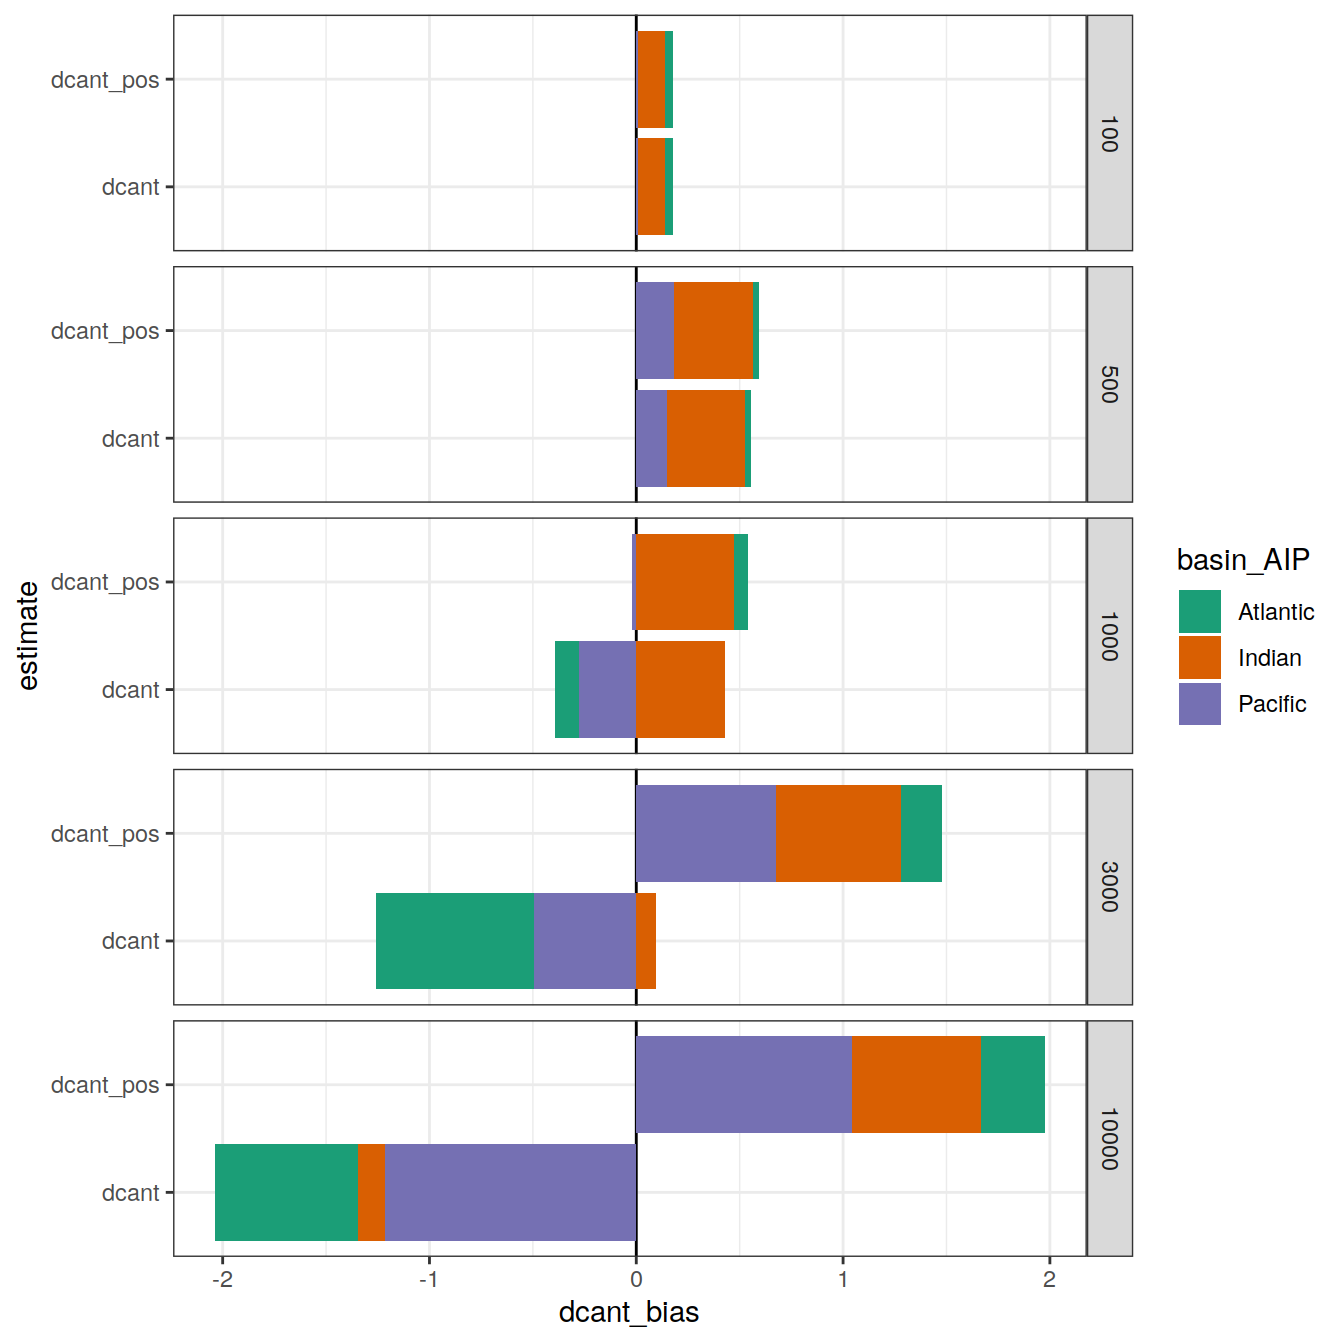 dcant_pos
dcant
100
dcant_pos
dcant
500
dcant_pos
dcant
1000
dcant_pos
dcant
3000
dcant_pos
dcant
10000
-2
-1
0
1
2
dcant_bias
estimate
basin_AIP
Atlantic
Indian
Pacific